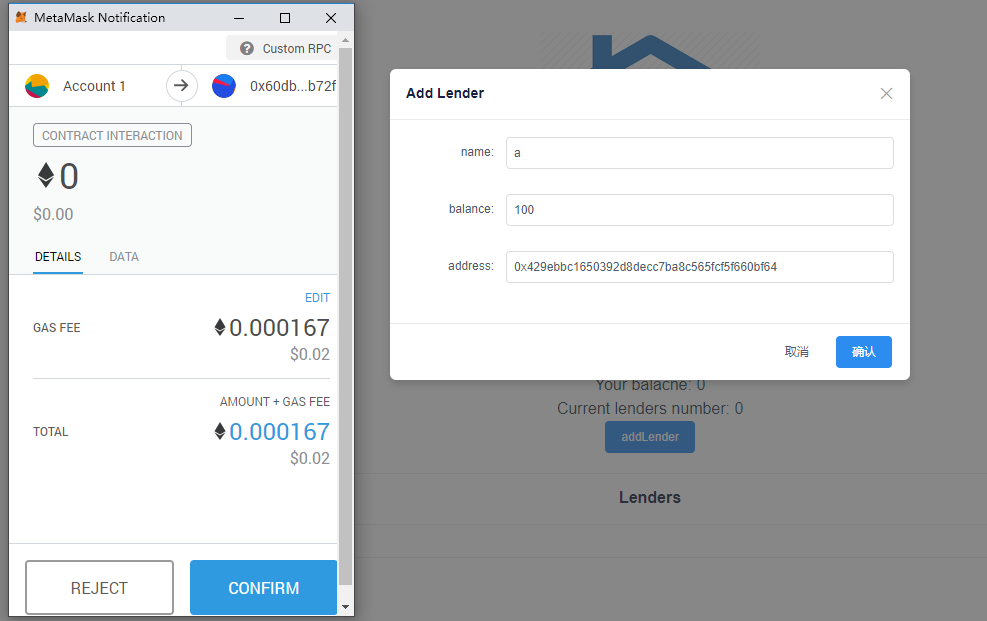 MetaMask Notification
Custom RPC
Account 1
0x60db...b72f
CONTRACT INTERACTION
0
$0.00
DETAILS
DATA
EDIT
GAS FEE
0.000167
$0.02
AMOUNT + GAS FEE
TOTAL
0.000167
$0.02
REJECT
CONFIRM
Add Lender
name:
a
balance:
100
address:
0x429ebbc1650392d8decc7ba8c565fcf5f660bf64
取消
确认
Your balache: 0
Current lenders number: 0
addLender
Lenders